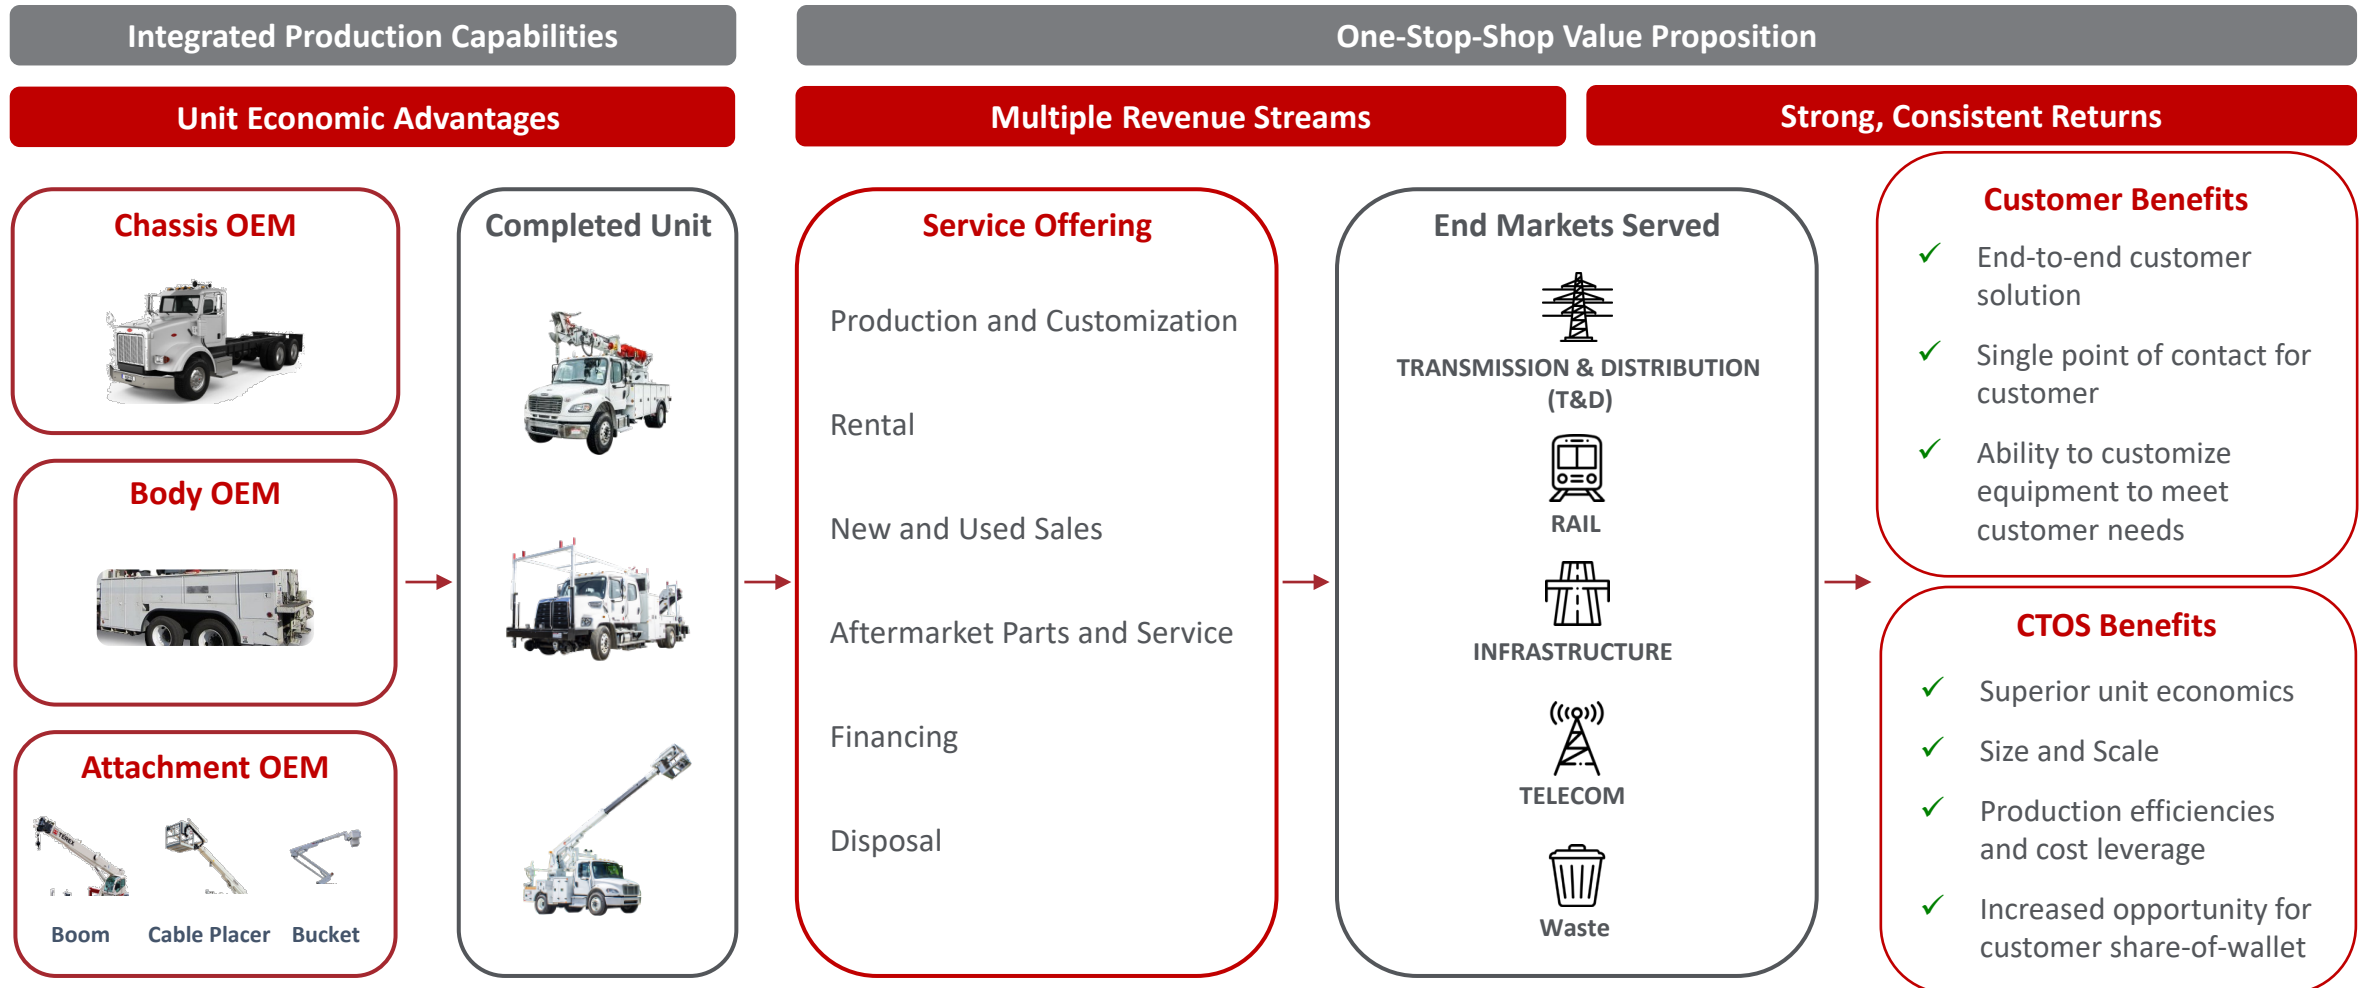 Integrated Production Capabilities
One-Stop-Shop Value Proposition
Unit Economic Advantages
Multiple Revenue Streams
Strong, Consistent Returns
Chassis OEM
Body OEM
Attachment OEM
TEREX
Boom
Cable Placer
Bucket
Completed Unit
Service Offering
Production and Customization
Rental
New and Used Sales
Aftermarket Parts and Service
Financing
Disposal
End Markets Served
TRANSMISSION & DISTRIBUTION
(T&D)
RAIL
INFRASTRUCTURE
TELECOM
Waste
Customer Benefits
End-to-end customer
solution
Single point of contact for
customer
Ability to customize
equipment to meet
customer needs
CTOS Benefits
Superior unit economics
Size and Scale
Production efficiencies
and cost leverage
Increased opportunity for
customer share-of-wallet